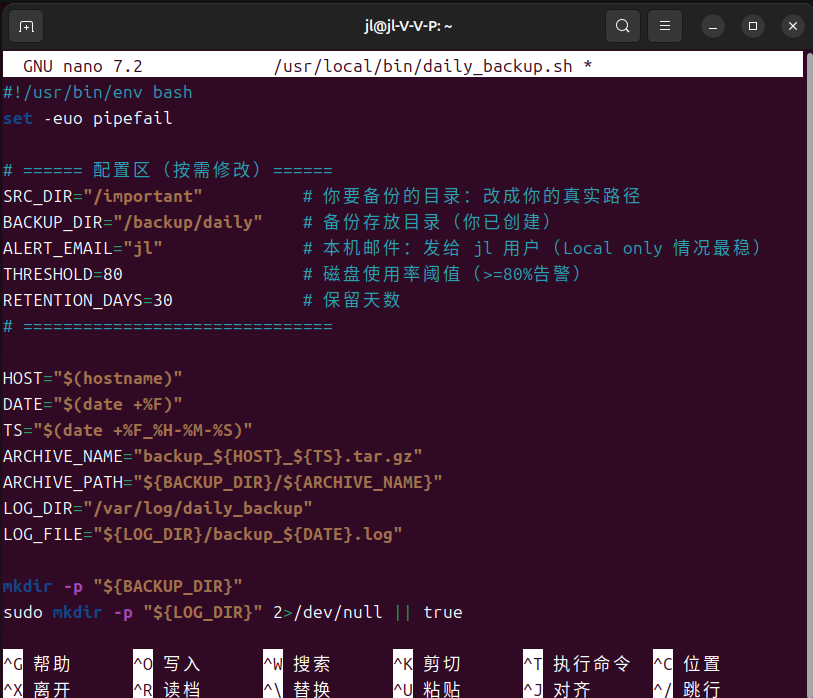 jl@jl-V-V-P: ~
GNU nano 7.2 /usr/local/bin/daily_backup.sh *
#!/usr/bin/env bash
set -euo pipefail
# ====== 配置区（按需修改）======
SRC_DIR="/important" # 你要备份的目录：改成你的真实路径
BACKUP_DIR="/backup/daily" # 备份存放目录（你已创建）
ALERT_EMAIL="jl" # 本机邮件：发给 jl 用户（Local only 情况最稳）
THRESHOLD=80 # 磁盘使用率阈值（>=80%告警）
RETENTION_DAYS=30 # 保留天数
# ===============================
HOST="$(hostname)"
DATE="$(date +%F)"
TS="$(date +%F_%H-%M-%S)"
ARCHIVE_NAME="backup_${HOST}_${TS}.tar.gz"
ARCHIVE_PATH="${BACKUP_DIR}/${ARCHIVE_NAME}"
LOG_DIR="/var/log/daily_backup"
LOG_FILE="${LOG_DIR}/backup_${DATE}.log"
mkdir -p "${BACKUP_DIR}"
sudo mkdir -p "${LOG_DIR}" 2>/dev/null || true
^G 帮助 ^O 写入 ^W 搜索 ^K 剪切 ^T 执行命令 ^C 位置
^X 离开 ^R 读档 ^\ 替换 ^U 粘贴 ^J 对齐 ^/ 跳行